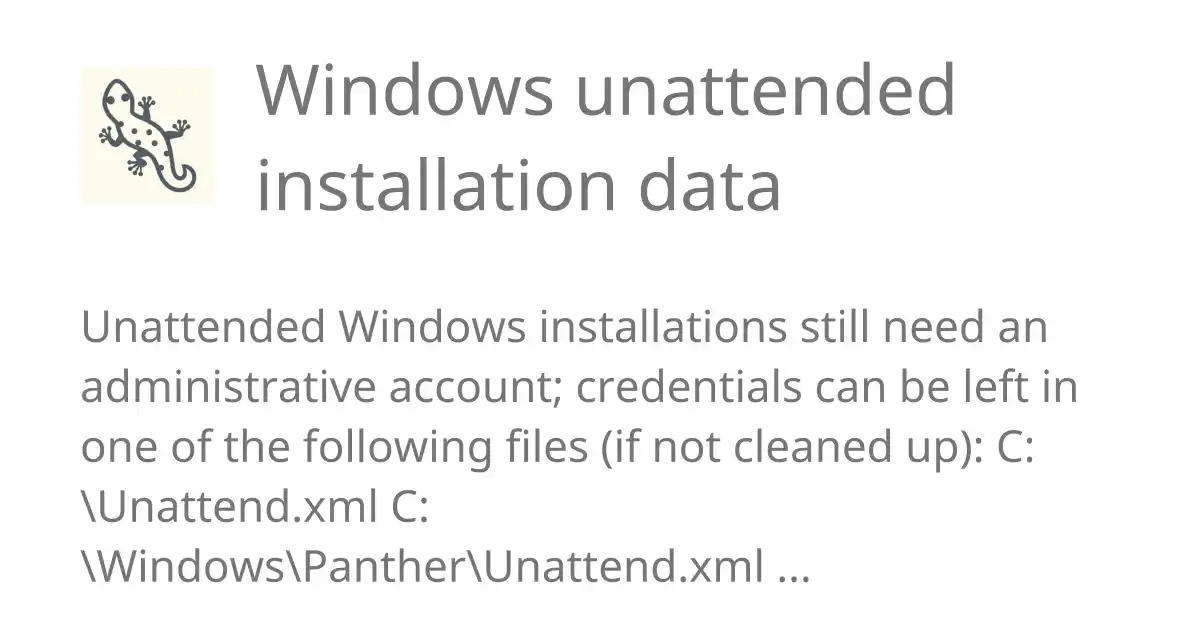 Windows unattended
installation data
Unattended Windows installations still need an
administrative account; credentials can be left in
one of the following files (if not cleaned up): C:
\Unattend.xml C:
\Windows\Panther\Unattend.xml ...